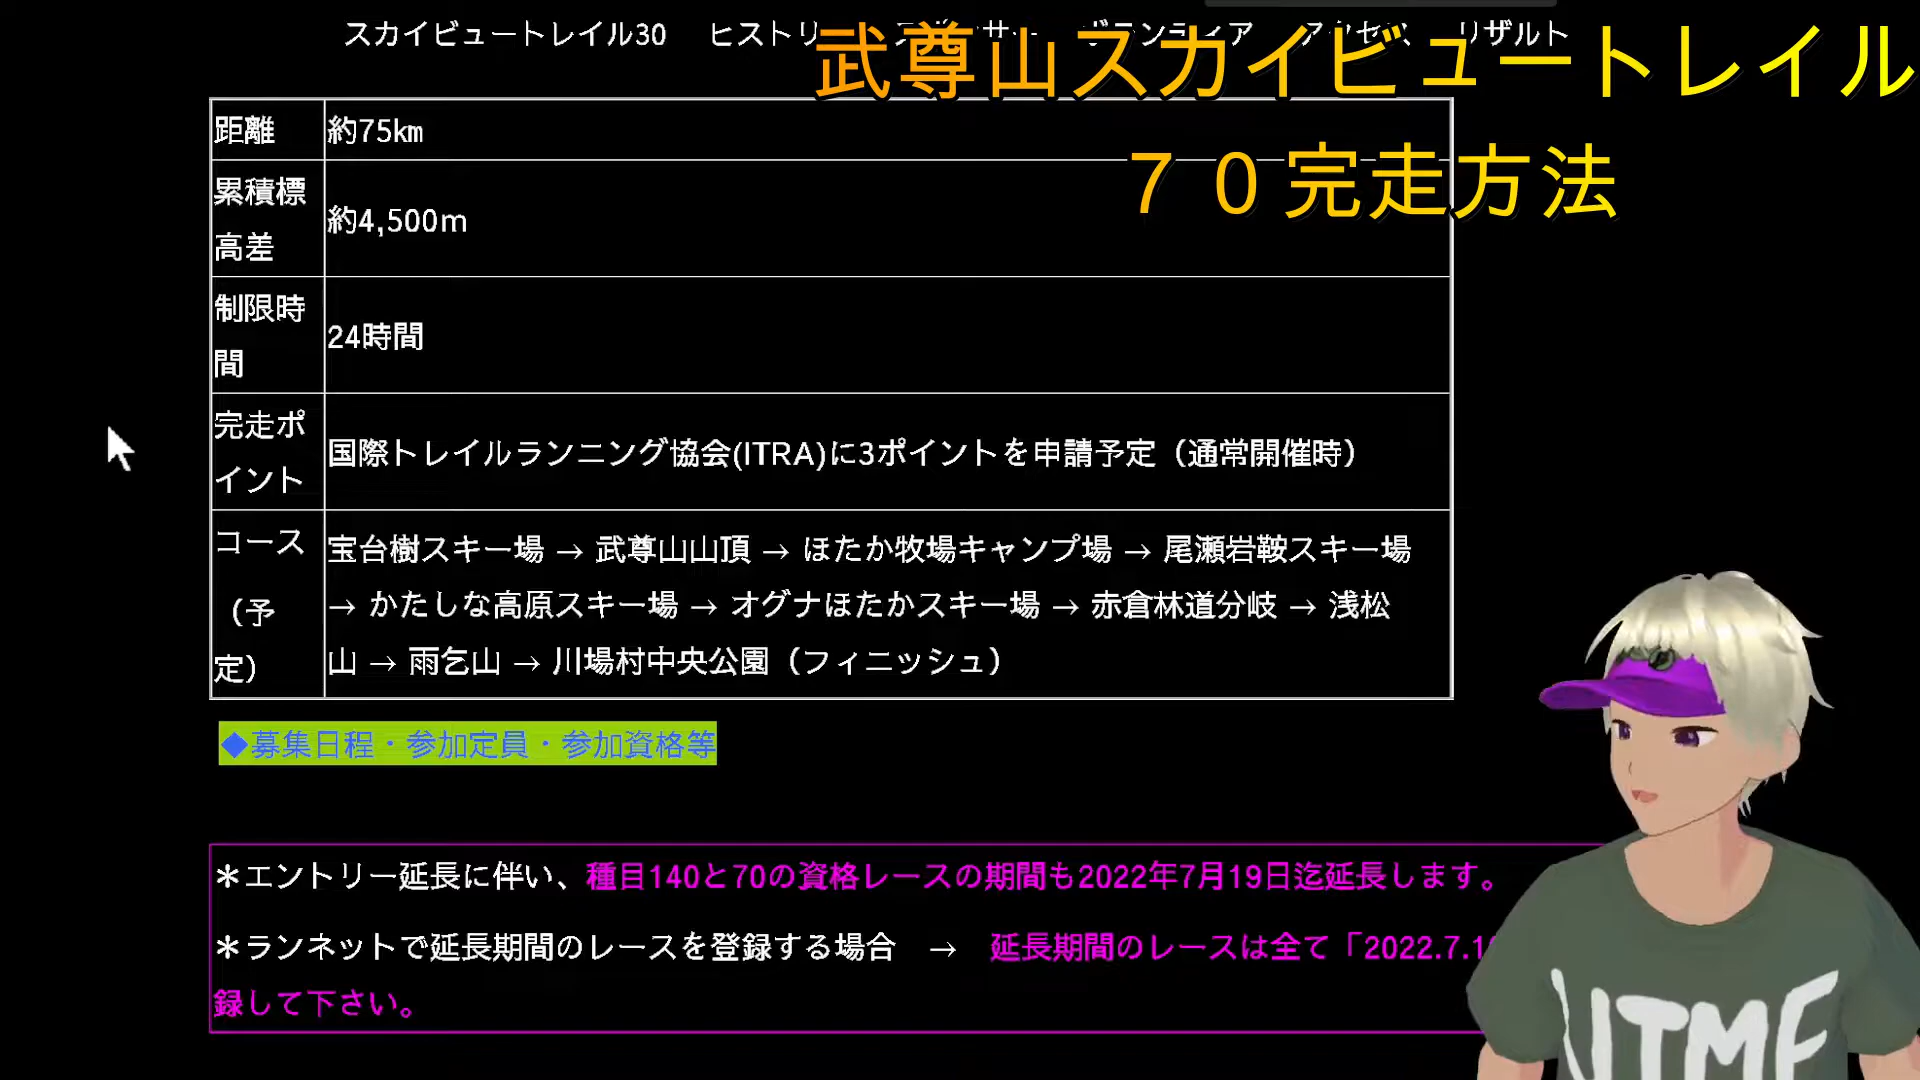 スカイビュートレイル30 ヒストリー ボランティア アクセス リザルト
武尊山スカイビュートレイル
７０完走方法
距離 約75km
累積標高差 約4,500m
制限時間 24時間
完走ポイント 国際トレイルランニング協会(ITRA)に3ポイントを申請予定（通常開催時）
コース（予定） 宝台樹スキー場 → 武尊山山頂 → ほたか牧場キャンプ場 → 尾瀬岩鞍スキー場
→ かたしな高原スキー場 → オグナほたかスキー場 → 赤倉林道分岐 → 浅松
山 → 雨乞山 → 川場村中央公園（フィニッシュ）
◆募集日程・参加定員・参加資格等
＊エントリー延長に伴い、種目140と70の資格レースの期間も2022年7月19日迄延長します。
＊ランネットで延長期間のレースを登録する場合 → 延長期間のレースは全て「2022.7.1
録して下さい。
UTMF